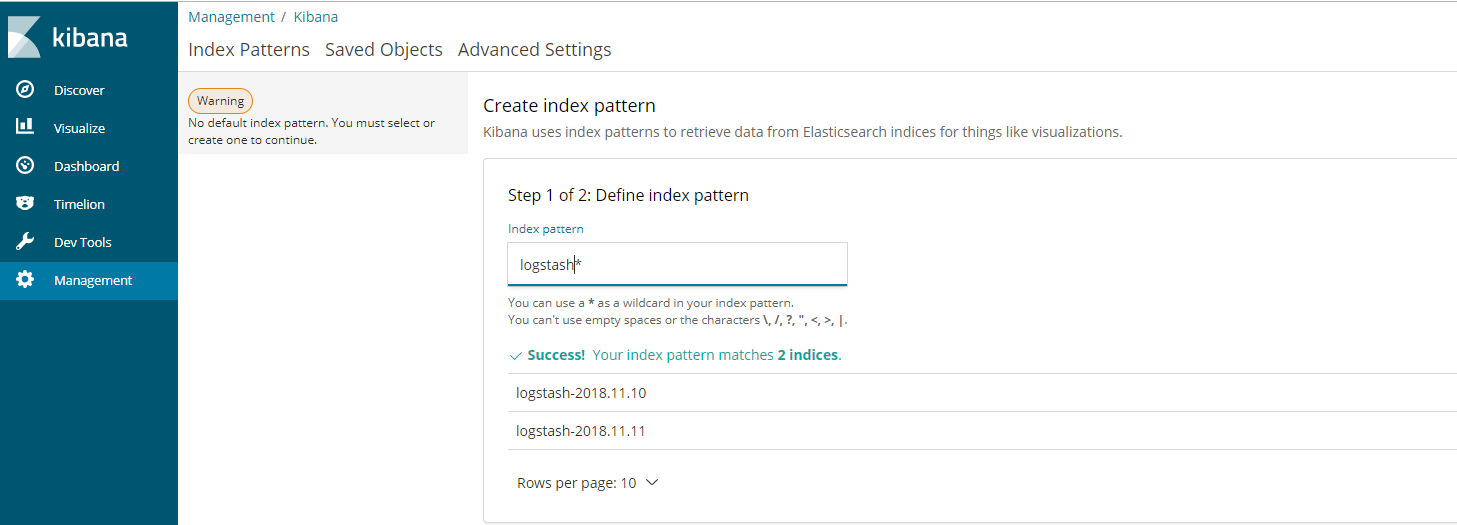 kibana
Discover
Visualize
Dashboard
Timelion
Dev Tools
Management
Management / Kibana
Index Patterns Saved Objects Advanced Settings
Warning
No default index pattern. You must select or
create one to continue.
Create index pattern
Kibana uses index patterns to retrieve data from Elasticsearch indices for things like visualizations.
Step 1 of 2: Define index pattern
Index pattern
logstash*
You can use a * as a wildcard in your index pattern.
You can't use empty spaces or the characters \, /, ?, ", <, >, |.
Success! Your index pattern matches 2 indices.
logstash-2018.11.10
logstash-2018.11.11
Rows per page: 10